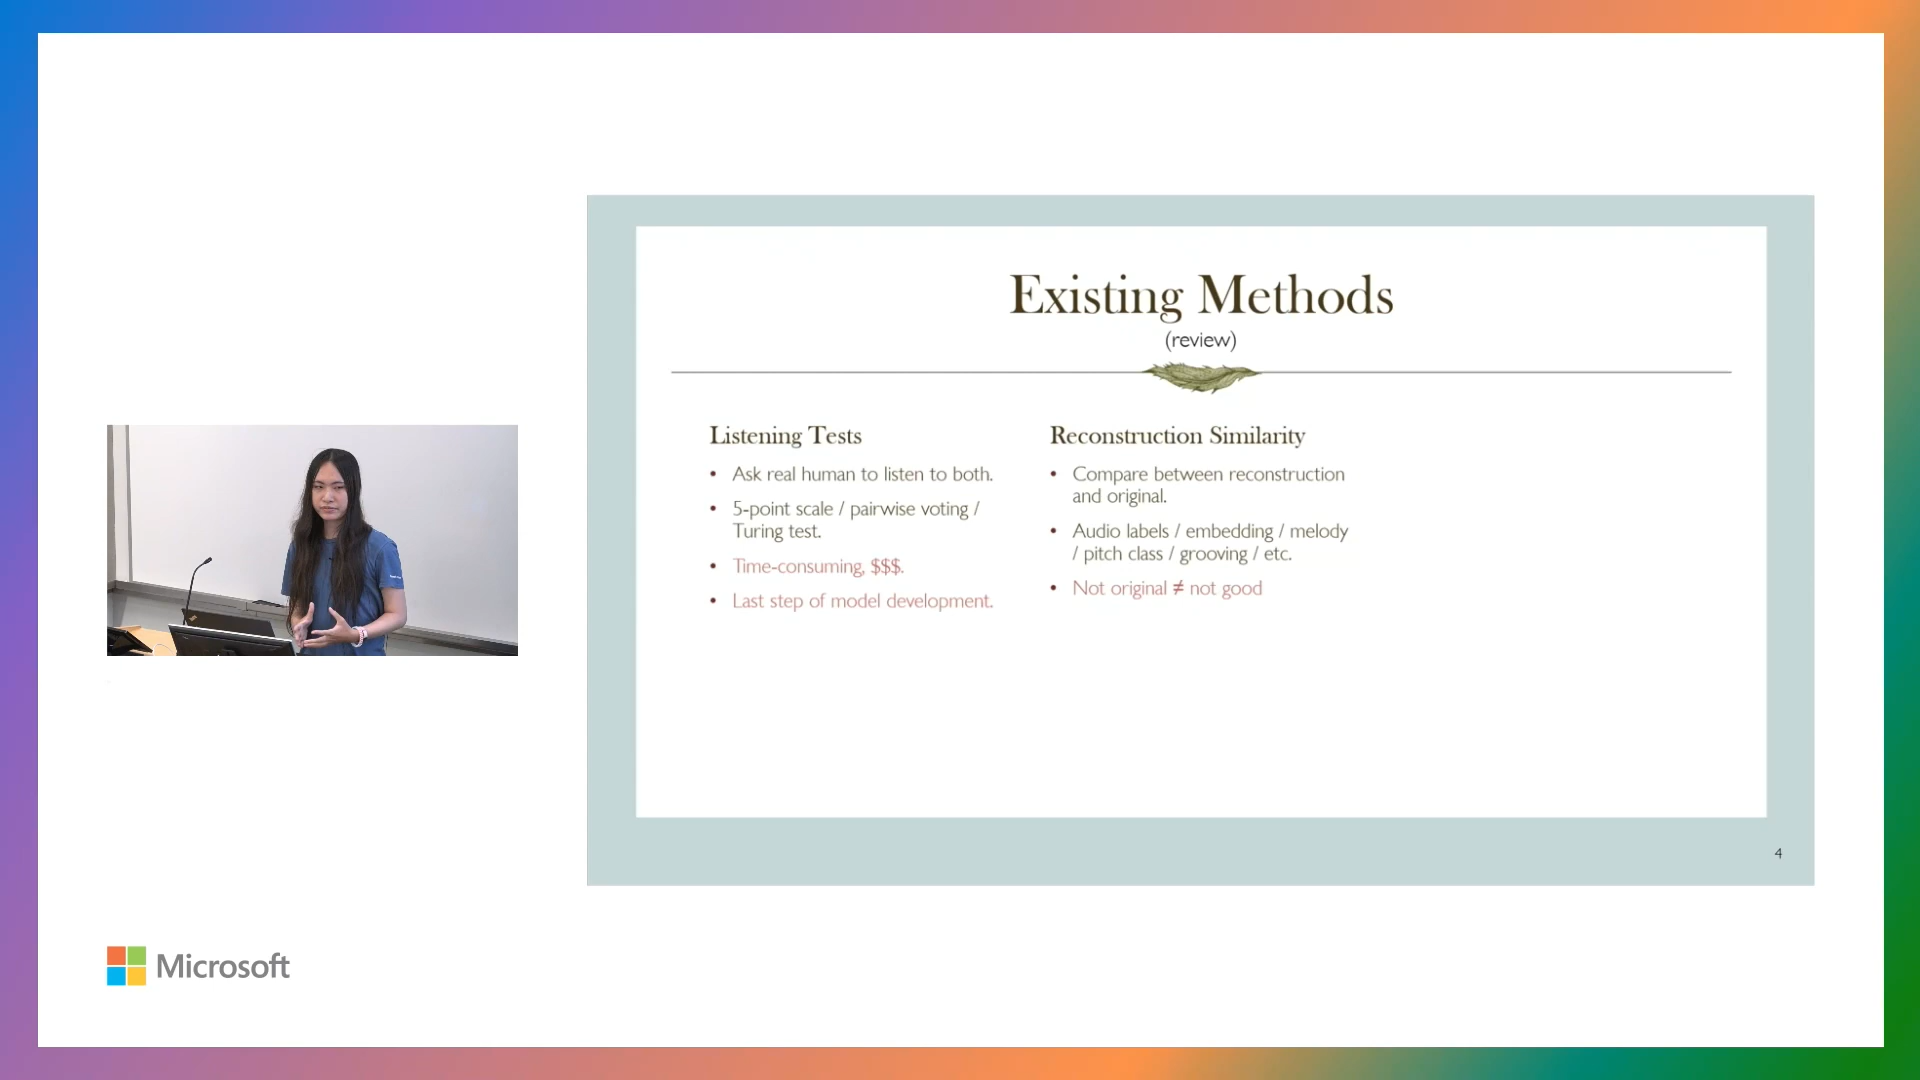 Existing Methods
(review)
Listening Tests
• Ask real human to listen to both.
• 5-point scale / pairwise voting /
Turing test.
• Time-consuming, $$$.
• Last step of model development.
Reconstruction Similarity
• Compare between reconstruction
and original.
• Audio labels / embedding / melody
/ pitch class / grooving / etc.
• Not original ≠ not good
4
Microsoft